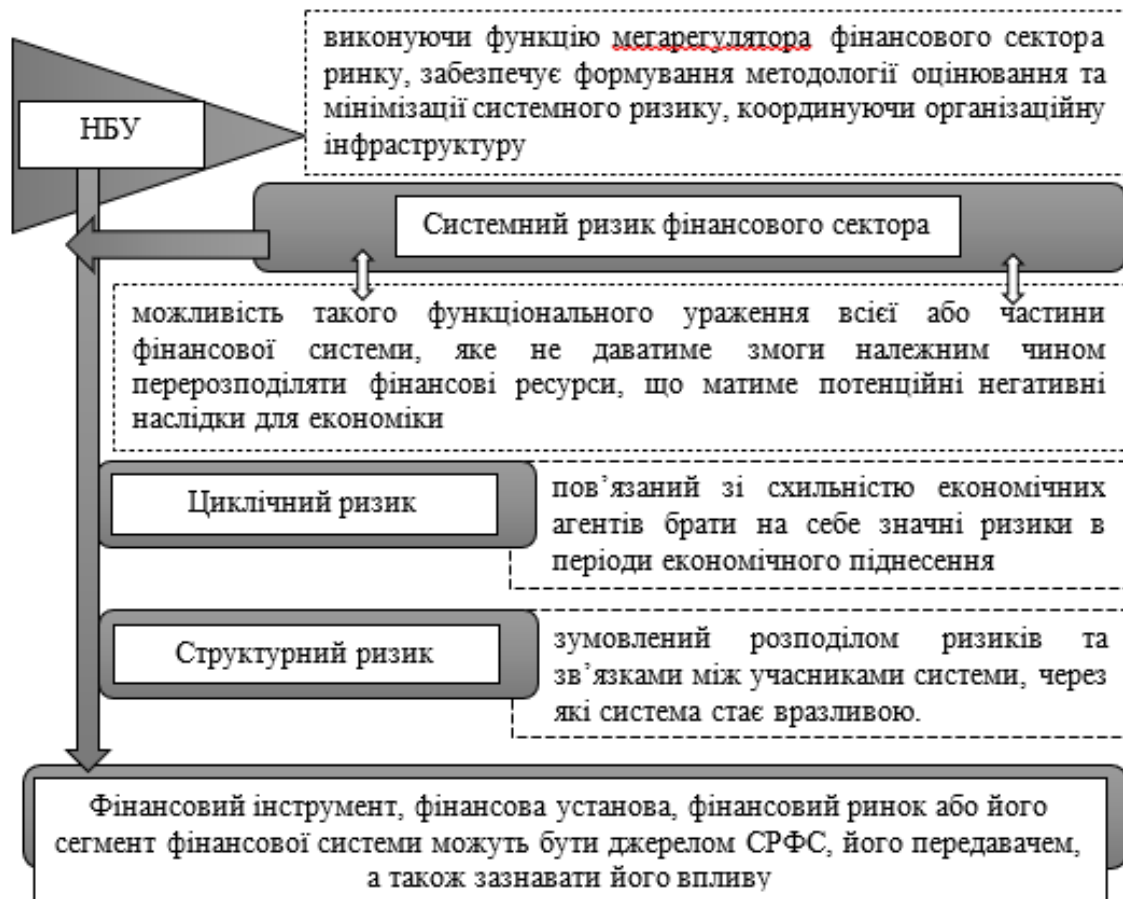 НБУ
виконуючи функцію мегарегулятора фінансового сектора
ринку, забезпечує формування методології оцінювання та
мінімізації системного ризику, координуючи організаційну
інфраструктуру
Системний ризик фінансового сектора
можливість такого функціонального ураження всієї або частини
фінансової системи, яке не даватиме змоги належним чином
перерозподіляти фінансові ресурси, що матиме потенційні негативні
наслідки для економіки
Циклічний ризик
пов’язаний зі схильністю економічних
агентів брати на себе значні ризики в
періоди економічного піднесення
Структурний ризик
зумовлений розподілом ризиків та
зв’язками між учасниками системи, через
які система стає вразливою.
Фінансовий інструмент, фінансова установа, фінансовий ринок або його
сегмент фінансової системи можуть бути джерелом СРФС, його передавачем,
а також зазнавати його впливу